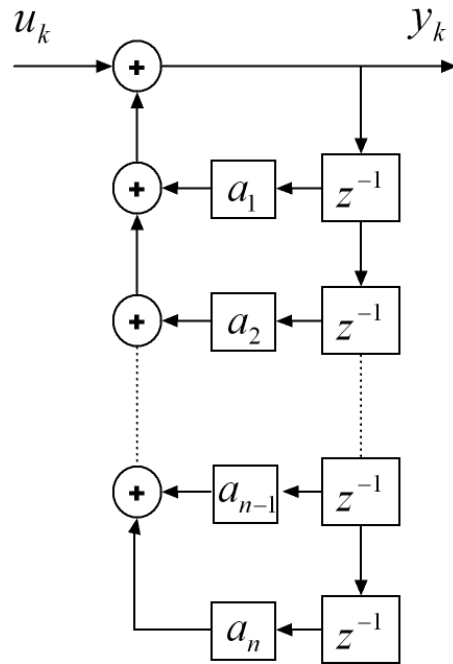 u_k y_k
+
+ a_1 z^{-1}
+ a_2 z^{-1}
+ a_{n-1} z^{-1}
a_n z^{-1}